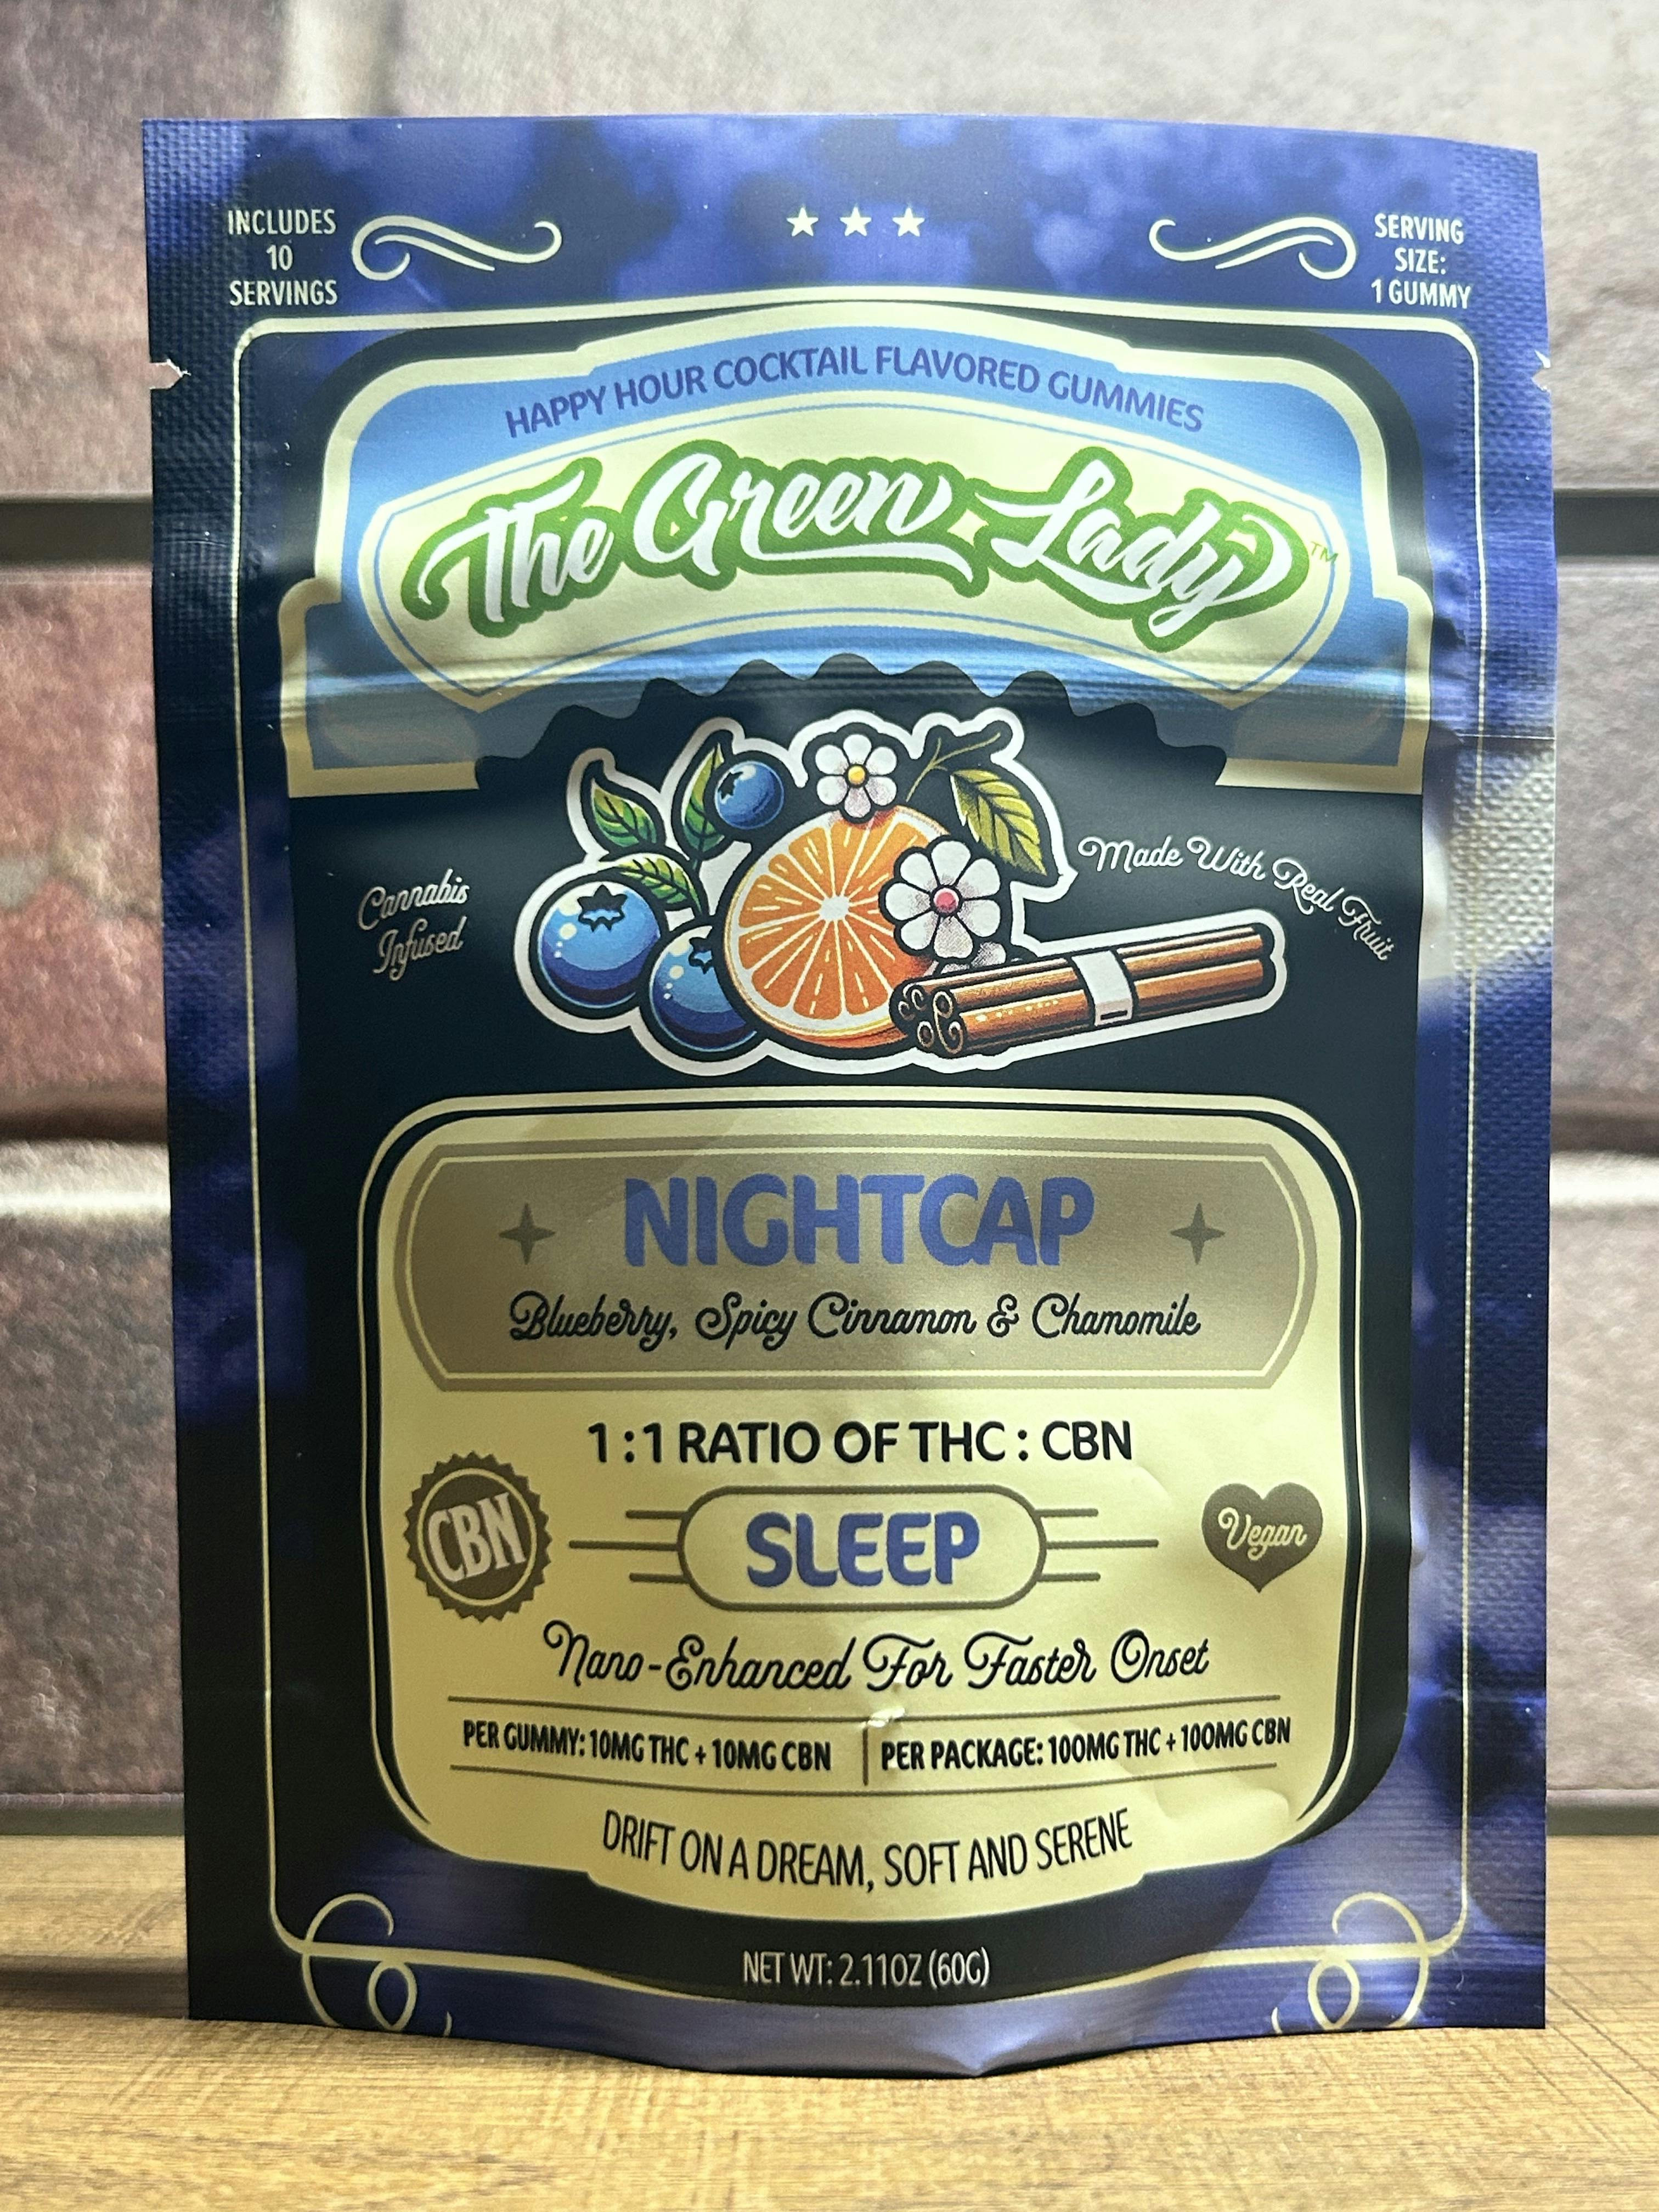 INCLUDES
10
SERVINGS
SERVING
SIZE:
1 GUMMY
HAPPY HOUR COCKTAIL FLAVORED GUMMIES
The Green Lady™
Cannabis
Infused
Made With Real Fruit
NIGHTCAP
Blueberry, Spicy Cinnamon & Chamomile
1:1 RATIO OF THC : CBN
CBN
SLEEP
Vegan
Nano-Enhanced For Faster Onset
PER GUMMY: 10MG THC + 10MG CBN
PER PACKAGE: 100MG THC + 100MG CBN
DRIFT ON A DREAM, SOFT AND SERENE
NET WT: 2.11OZ (60G)